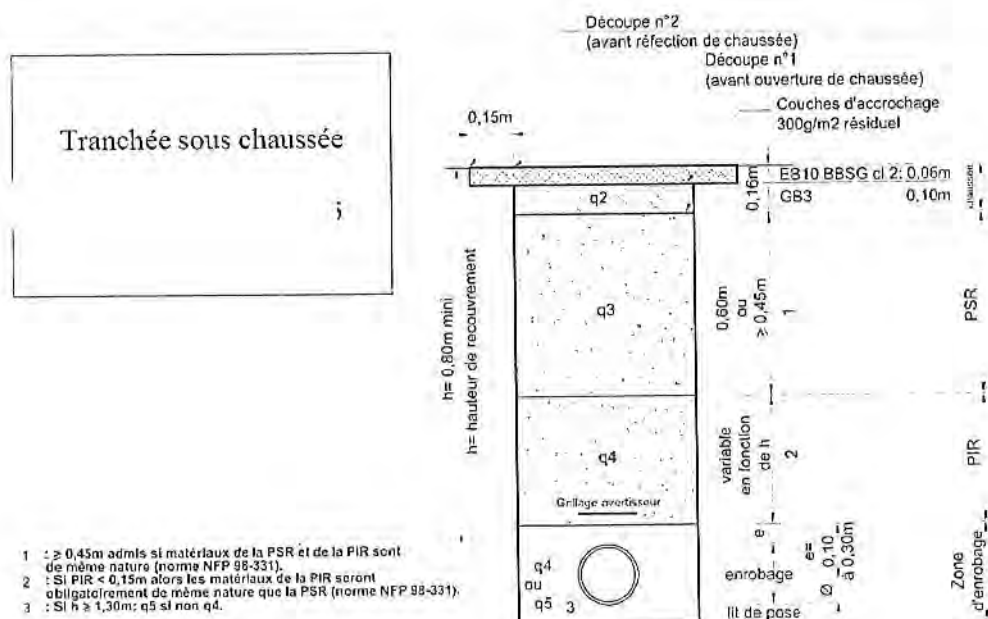 Découpe n°2
(avant réfection de chaussée)
Découpe n°1
(avant ouverture de chaussée)
Couches d'accrochage
300g/m2 résiduel
Tranchée sous chaussée
;
0,15m
EB10 BBSG cl 2: 0.06m
GB3 0,10m
0,16m
chaussée
q2
h= 0,80m mini
h= hauteur de recouvrement
q3
0,60m
ou
≥ 0,45m
1
PSR
q4
variable
en fonction
de h
2
PIR
Grillage avertisseur
q4
ou
q5 3
enrobage
lit de pose
e
e=
Ø
0,10
à 0,30m
Zone
d'enrobage
1 : ≥ 0,45m admis si matériaux de la PSR et de la PIR sont
de même nature (norme NFP 98-331).
2 : Si PIR < 0,15m alors les matériaux de la PIR seront
obligatoirement de même nature que la PSR (norme NFP 98-331).
3 : Si h ≥ 1,30m; q5 si non q4.